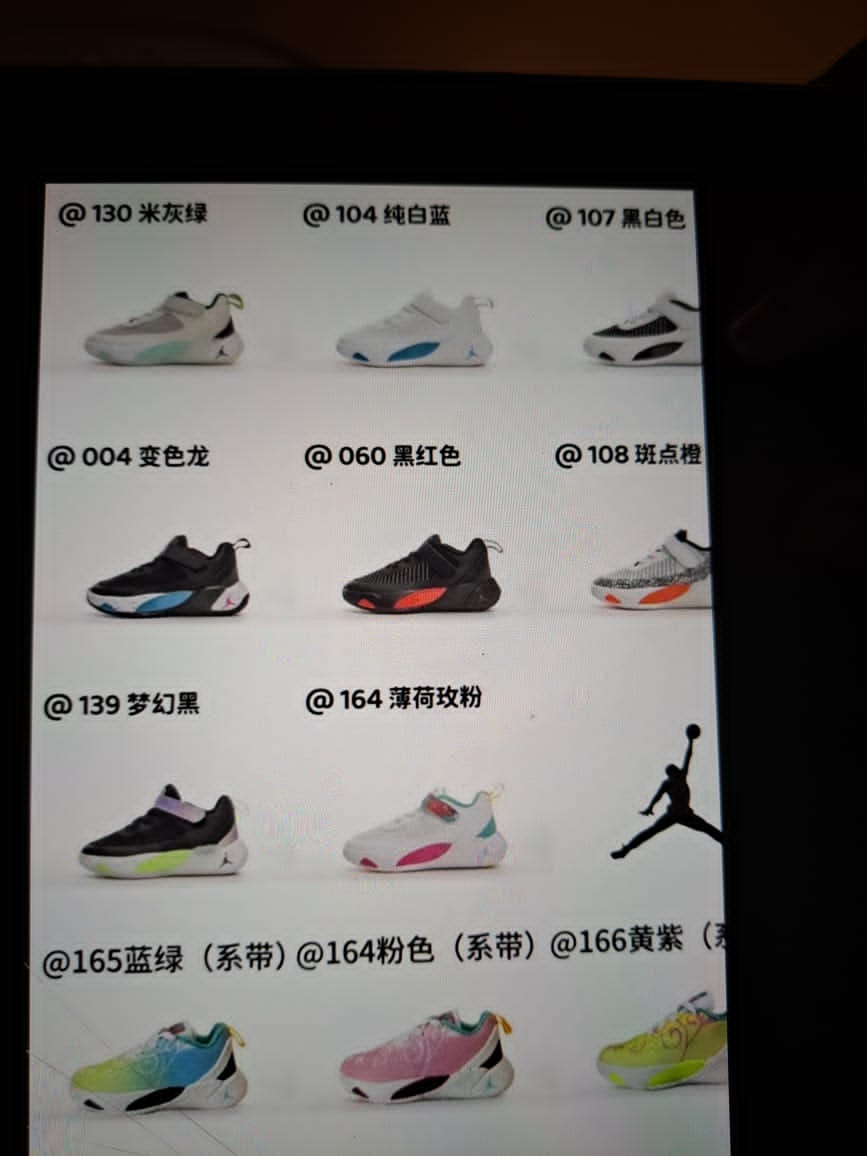 @ 130 米灰绿
@ 104 纯白蓝
@ 107 黑白色
@ 004 变色龙
@ 060 黑红色
@ 108 斑点橙
@ 139 梦幻黑
@ 164 薄荷玫粉
@165蓝绿（系带）
@164粉色（系带）
@166黄紫（系